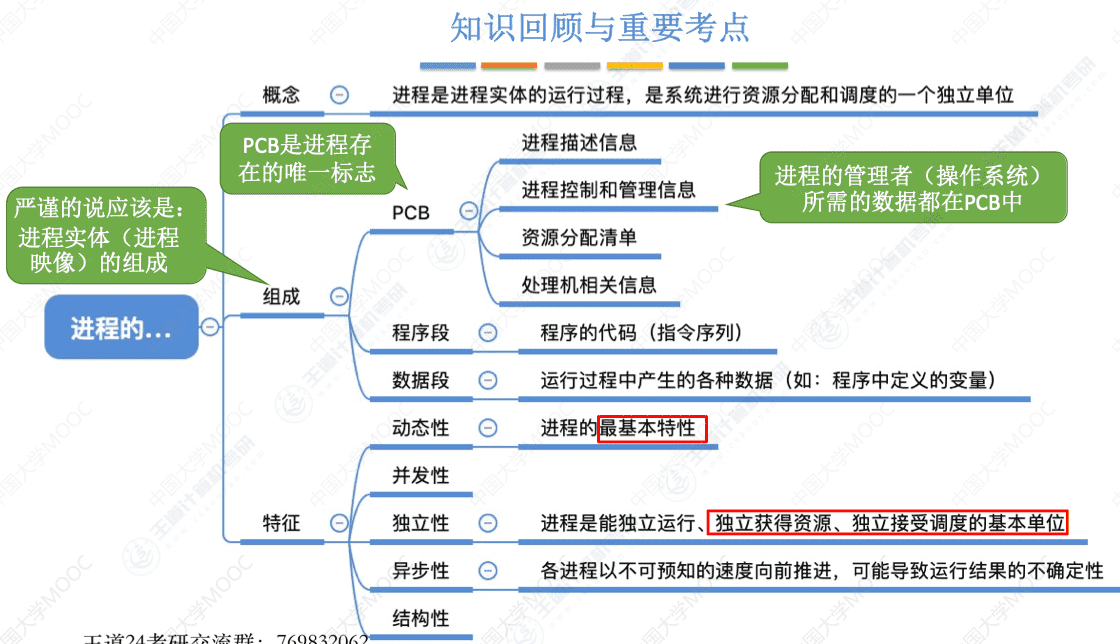 知识回顾与重要考点
概念
进程是进程实体的运行过程，是系统进行资源分配和调度的一个独立单位
PCB是进程存
在的唯一标志
进程描述信息
进程控制和管理信息
进程的管理者（操作系统）
所需的数据都在PCB中
严谨的说应该是：
进程实体（进程
映像）的组成
PCB
资源分配清单
处理机相关信息
组成
进程的...
程序段
程序的代码（指令序列）
数据段
运行过程中产生的各种数据（如：程序中定义的变量）
动态性
进程的最基本特性
并发性
特征
独立性
进程是能独立运行、独立获得资源、独立接受调度的基本单位
异步性
各进程以不可预知的速度向前推进，可能导致运行结果的不确定性
结构性
王道24考研交流群：769832062
中国大学MOOC
王道计算机考研